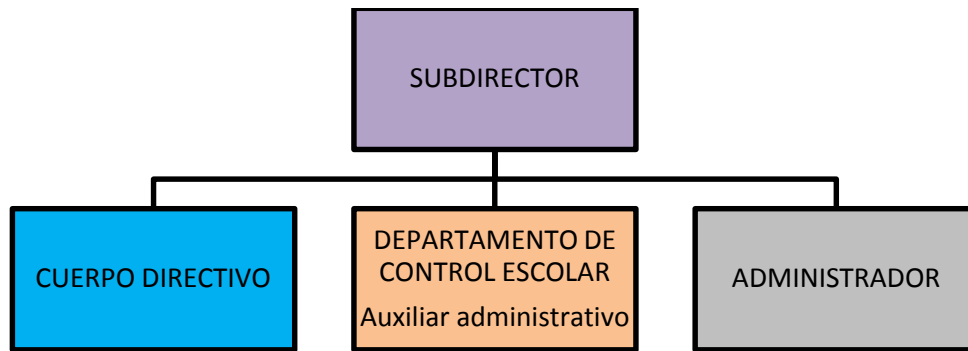 SUBDIRECTOR
CUERPO DIRECTIVO
DEPARTAMENTO DE
CONTROL ESCOLAR
Auxiliar administrativo
ADMINISTRADOR